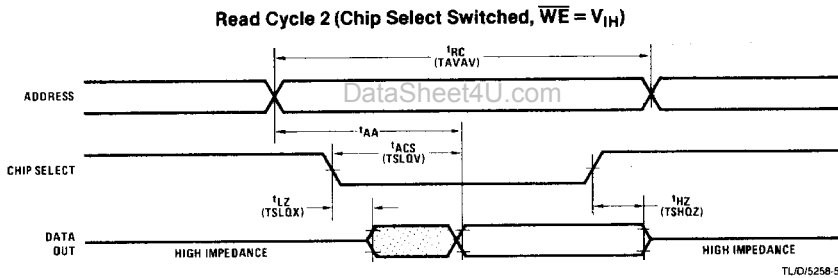 Read Cycle 2 (Chip Select Switched, W̅E̅ = VIH)
tRC
(TAVAV)
ADDRESS
DataSheet4U.com
tAA
tACS
(TSLQV)
CHIP SELECT
tLZ
(TSLQX)
tHZ
(TSHQZ)
DATA
OUT
HIGH IMPEDANCE
HIGH IMPEDANCE
TL/D/5258-5